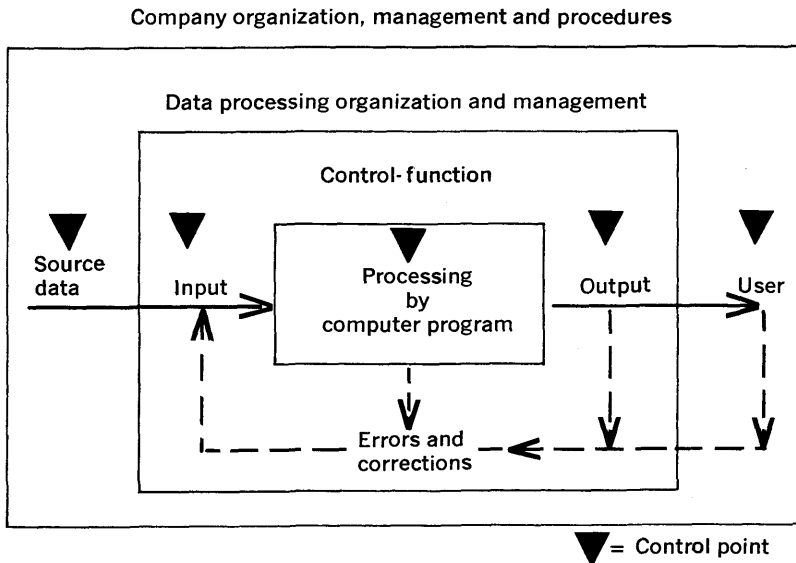 Company organization, management and procedures
Data processing organization and management
Control-function
Source
data
Input
Processing
by
computer program
Output
User
Errors and
corrections
= Control point